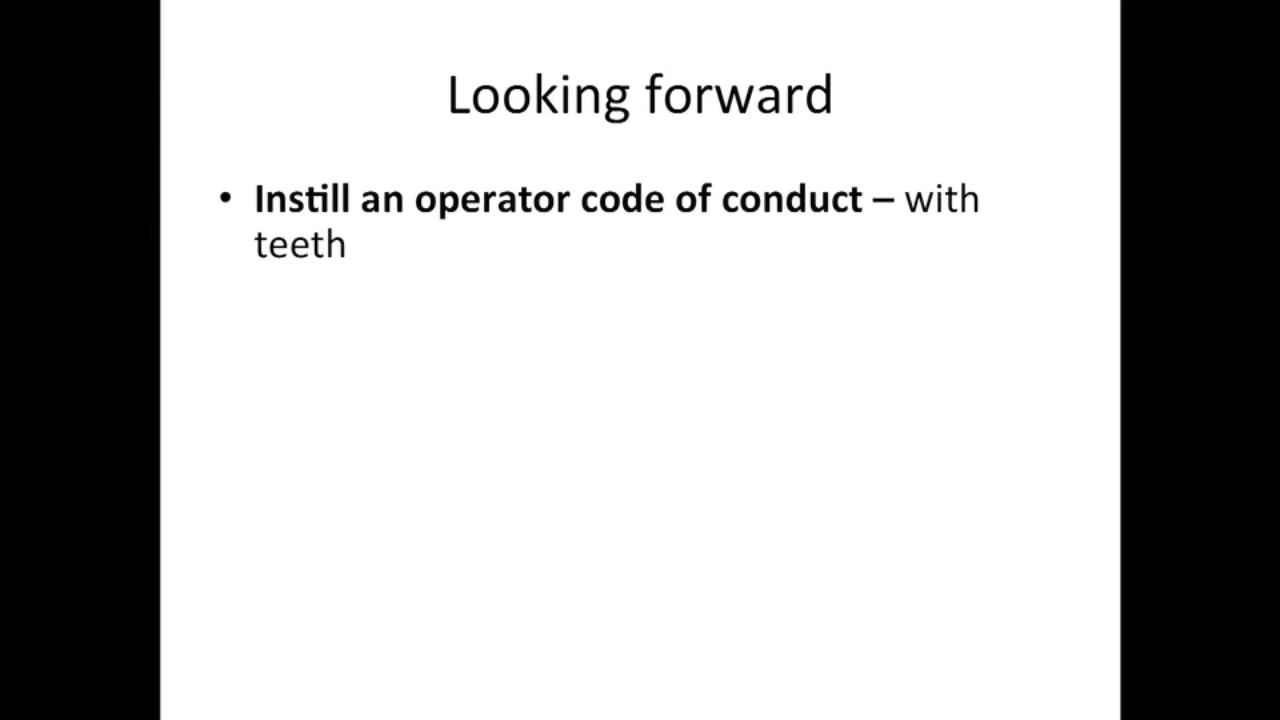 Looking forward
• Instill an operator code of conduct – with
teeth